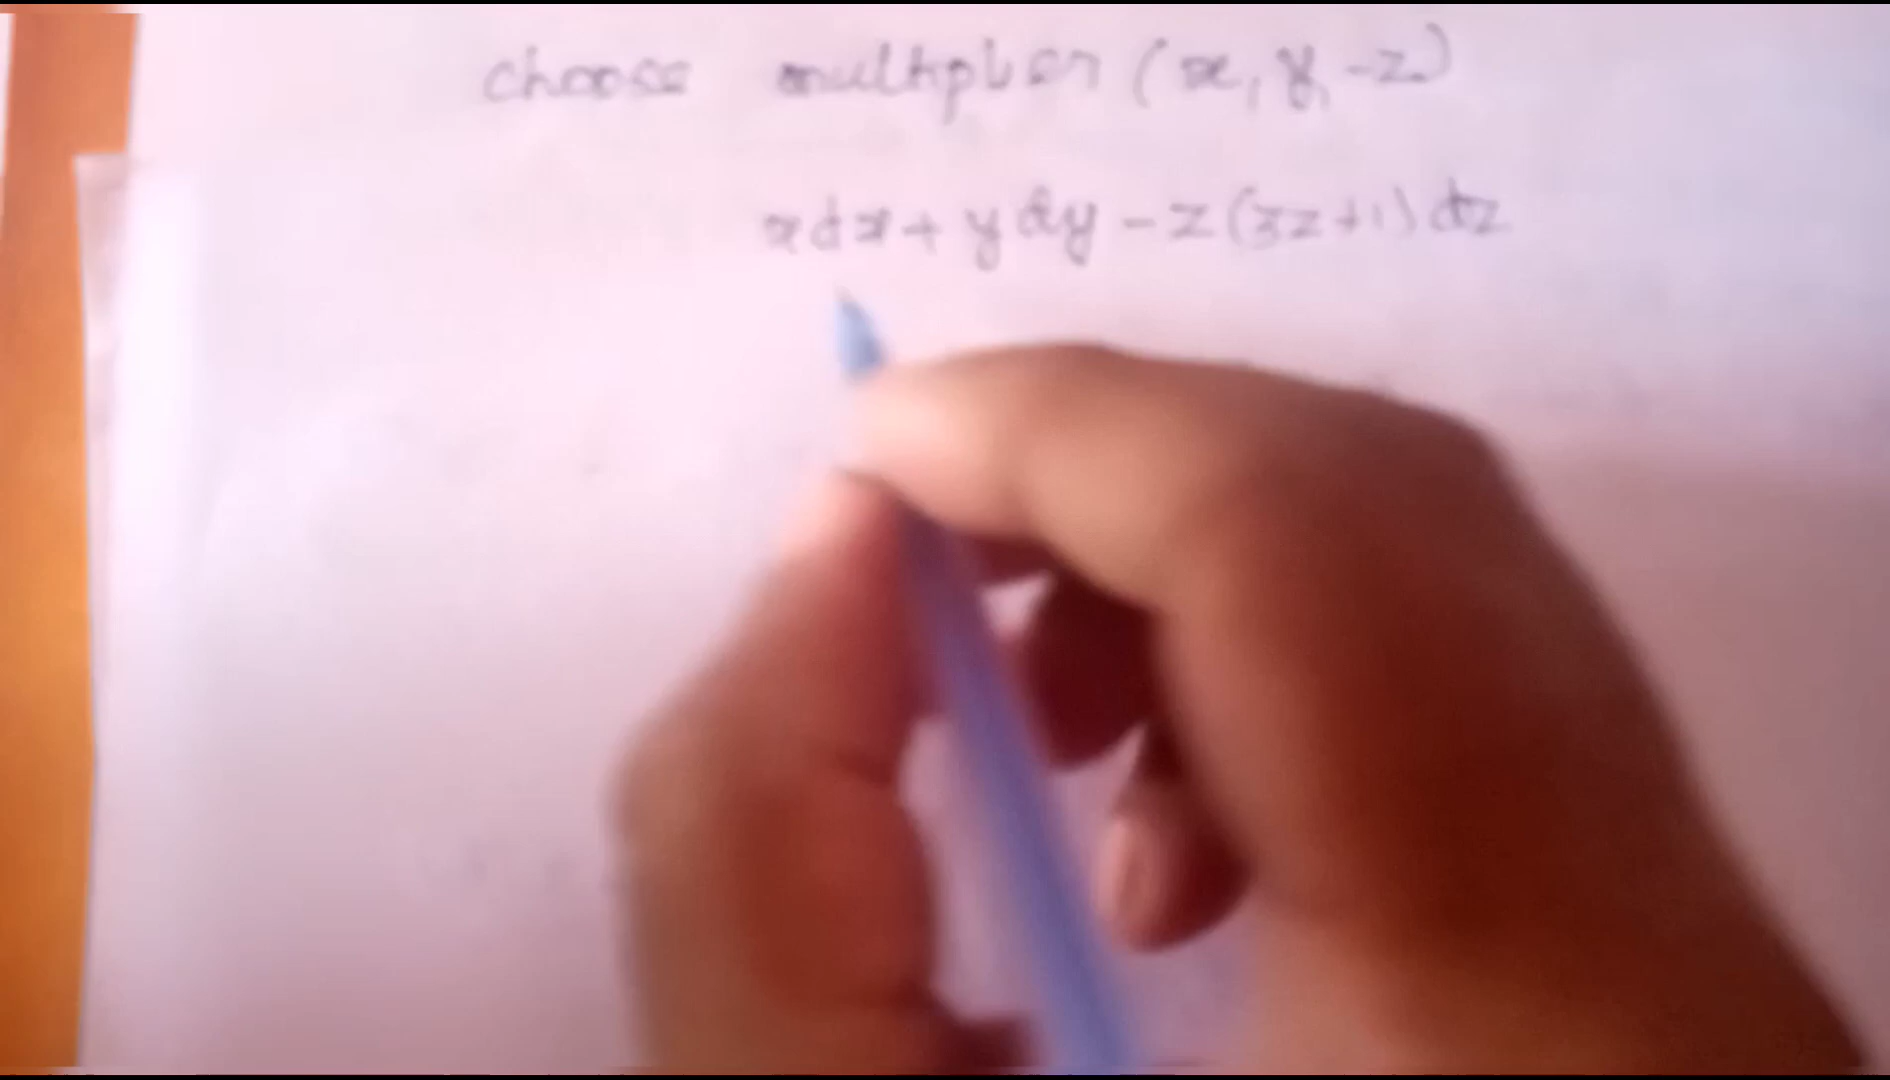 choose multiplier (x, y, -z)
xdx + ydy - z(3z+1)dz